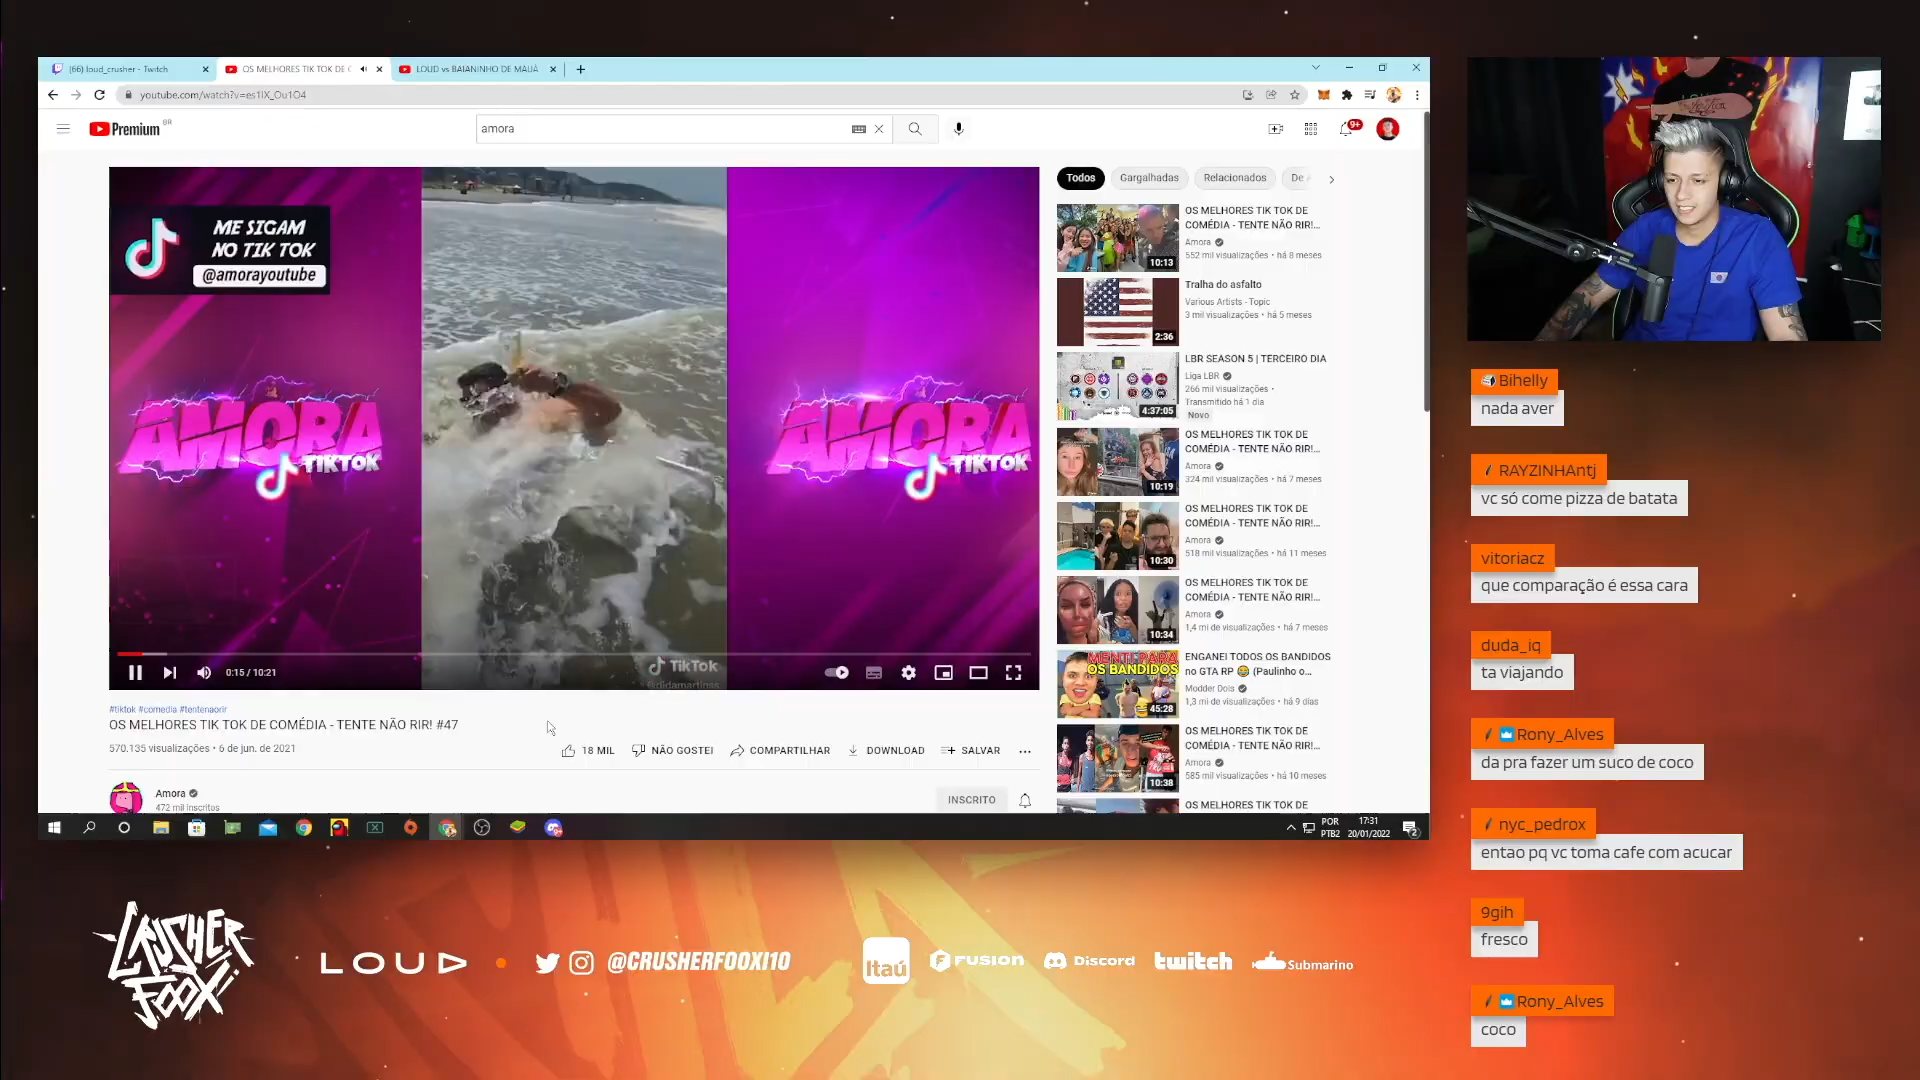 (66) loud_crusher - Twitch
OS MELHORES TIK TOK DE C
LOUD vs BAIANINHO DE MAUÁ
youtube.com/watch?v=es1IX_Ou1O4
Premium BR
amora
9+
ME SIGAM
NO TIK TOK
@amorayoutube
AMORA
TIKTOK
AMORA
TIKTOK
TikTok
@didamartinss
0:15 / 10:21
#tiktok #comedia #tentenaorir
OS MELHORES TIK TOK DE COMÉDIA - TENTE NÃO RIR! #47
570.135 visualizações • 6 de jun. de 2021
18 MIL
NÃO GOSTEI
COMPARTILHAR
DOWNLOAD
SALVAR
Amora
472 mil inscritos
INSCRITO
Todos
Gargalhadas
Relacionados
De
OS MELHORES TIK TOK DE
COMÉDIA - TENTE NÃO RIR!...
Amora
552 mil visualizações • há 8 meses
10:13
Tralha do asfalto
Various Artists - Topic
3 mil visualizações • há 5 meses
2:36
LBR SEASON 5 | TERCEIRO DIA
Liga LBR
266 mil visualizações •
Transmitido há 1 dia
Novo
4:37:05
OS MELHORES TIK TOK DE
COMÉDIA - TENTE NÃO RIR!...
Amora
324 mil visualizações • há 7 meses
10:19
OS MELHORES TIK TOK DE
COMÉDIA - TENTE NÃO RIR!...
Amora
518 mil visualizações • há 11 meses
10:30
OS MELHORES TIK TOK DE
COMÉDIA - TENTE NÃO RIR!...
Amora
1,4 mi de visualizações • há 7 meses
10:34
MENTI PARA
OS BANDIDOS
ENGANEI TODOS OS BANDIDOS
no GTA RP 😂 (Paulinho o...
Modder Dois
1,3 mi de visualizações • há 9 dias
45:28
OS MELHORES TIK TOK DE
COMÉDIA - TENTE NÃO RIR!...
Amora
585 mil visualizações • há 10 meses
10:38
OS MELHORES TIK TOK DE
POR
PTB2
17:31
20/01/2022
2
Bihelly
nada aver
RAYZINHAntj
vc só come pizza de batata
vitoriacz
que comparação é essa cara
duda_iq
ta viajando
Rony_Alves
da pra fazer um suco de coco
nyc_pedrox
entao pq vc toma cafe com acucar
9gih
fresco
Rony_Alves
coco
CRUSHER
FOOX
LOUD
@CRUSHERFOOXI10
Itaú
FUSION
Discord
twitch
Submarino